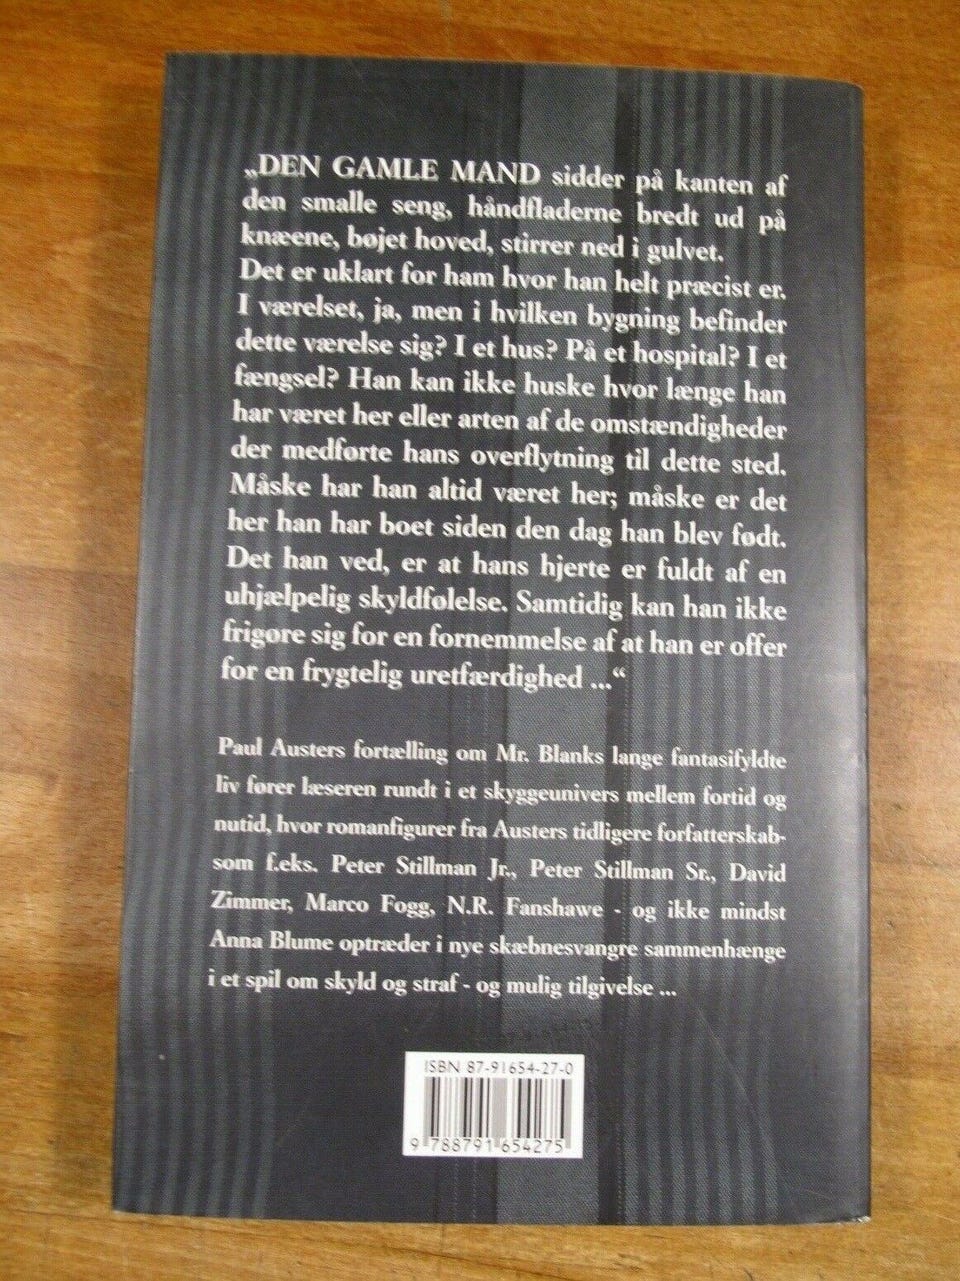 „DEN GAMLE MAND sidder på kanten af
den smalle seng, håndfladerne bredt ud på
knæene, bøjet hoved, stirrer ned i gulvet.
Det er uklart for ham hvor han helt præcist er.
I værelset, ja, men i hvilken bygning befinder
dette værelse sig? I et hus? På et hospital? I et
fængsel? Han kan ikke huske hvor længe han
har været her eller arten af de omstændigheder
der medførte hans overflytning til dette sted.
Måske har han altid været her; måske er det
her han har boet siden den dag han blev født.
Det han ved, er at hans hjerte er fuldt af en
uhjælpelig skyldfølelse. Samtidig kan han ikke
frigøre sig for en fornemmelse af at han er offer
for en frygtelig uretfærdighed ...“
Paul Austers fortælling om Mr. Blanks lange fantasifyldte
liv fører læseren rundt i et skyggeunivers mellem fortid og
nutid, hvor romanfigurer fra Austers tidligere forfatterskab-
som f.eks. Peter Stillman Jr., Peter Stillman Sr., David
Zimmer, Marco Fogg, N.R. Fanshawe - og ikke mindst
Anna Blume optræder i nye skæbnesvangre sammenhænge
i et spil om skyld og straf - og mulig tilgivelse ...
ISBN 87-91654-27-0
9 788791 654275